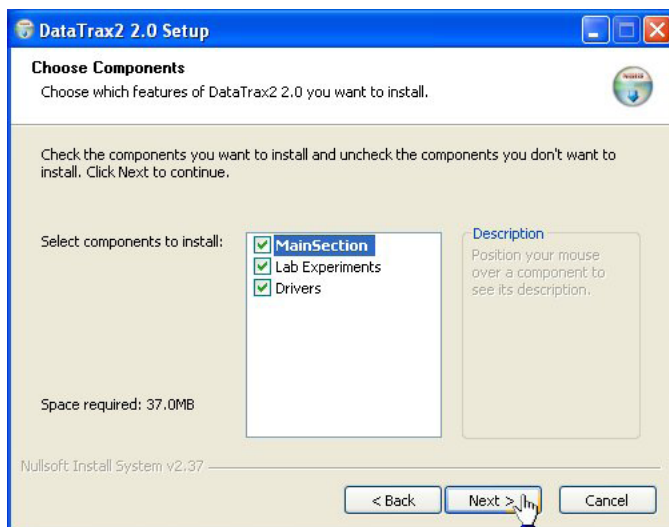 DataTrax2 2.0 Setup
Choose Components
Choose which features of DataTrax2 2.0 you want to install.
Check the components you want to install and uncheck the components you don't want to
install. Click Next to continue.
Select components to install:
MainSection
Lab Experiments
Drivers
Description
Position your mouse
over a component to
see its description.
Space required: 37.0MB
Nullsoft Install System v2.37
< Back
Next >
Cancel